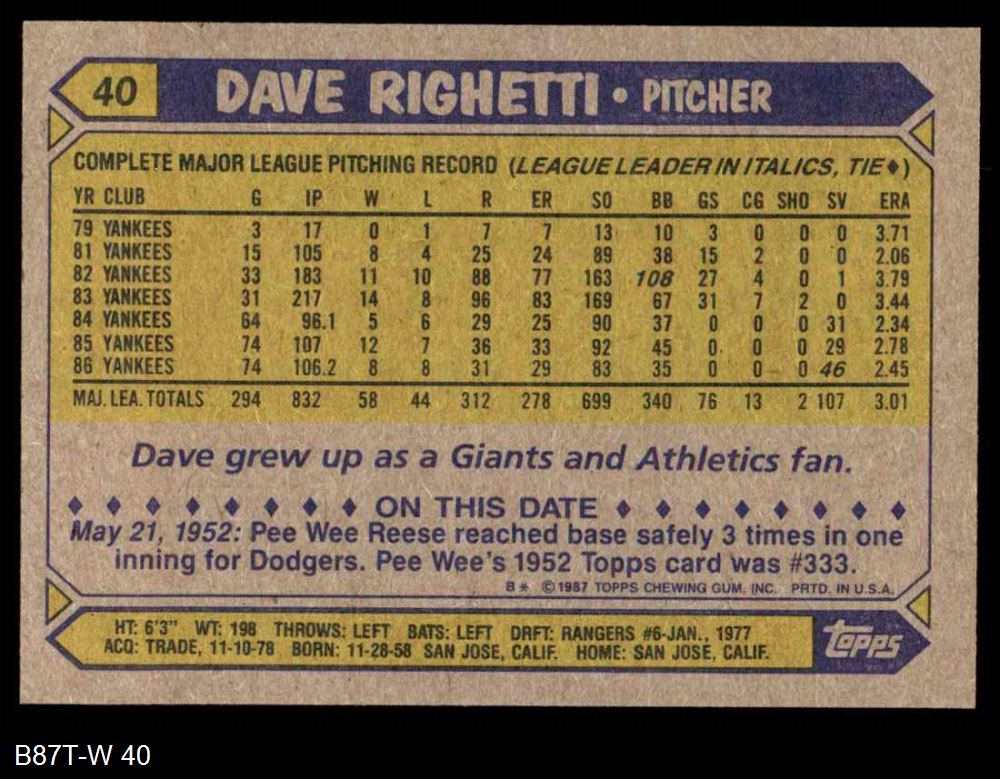 40 DAVE RIGHETTI • PITCHER
COMPLETE MAJOR LEAGUE PITCHING RECORD (LEAGUE LEADER IN ITALICS, TIE♦)
YR CLUB G IP W L R ER SO BB GS CG SHO SV ERA
79 YANKEES 3 17 0 1 7 7 13 10 3 0 0 0 3.71
81 YANKEES 15 105 8 4 25 24 89 38 15 2 0 0 2.06
82 YANKEES 33 183 11 10 88 77 163 108 27 4 0 1 3.79
83 YANKEES 31 217 14 8 96 83 169 67 31 7 2 0 3.44
84 YANKEES 64 96.1 5 6 29 25 90 37 0 0 0 31 2.34
85 YANKEES 74 107 12 7 36 33 92 45 0 0 0 29 2.78
86 YANKEES 74 106.2 8 8 31 29 83 35 0 0 0 46 2.45
MAJ. LEA. TOTALS 294 832 58 44 312 278 699 340 76 13 2 107 3.01
Dave grew up as a Giants and Athletics fan.
♦ ♦ ♦ ♦ ♦ ♦ ♦ ♦ ON THIS DATE ♦ ♦ ♦ ♦ ♦ ♦ ♦ ♦
May 21, 1952: Pee Wee Reese reached base safely 3 times in one
inning for Dodgers. Pee Wee's 1952 Topps card was #333.
B* ©1987 TOPPS CHEWING GUM, INC. PRTD. IN U.S.A.
HT: 6'3" WT: 198 THROWS: LEFT BATS: LEFT DRFT: RANGERS #6-JAN., 1977
ACQ: TRADE, 11-10-78 BORN: 11-28-58 SAN JOSE, CALIF. HOME: SAN JOSE, CALIF.
topps
B87T-W 40